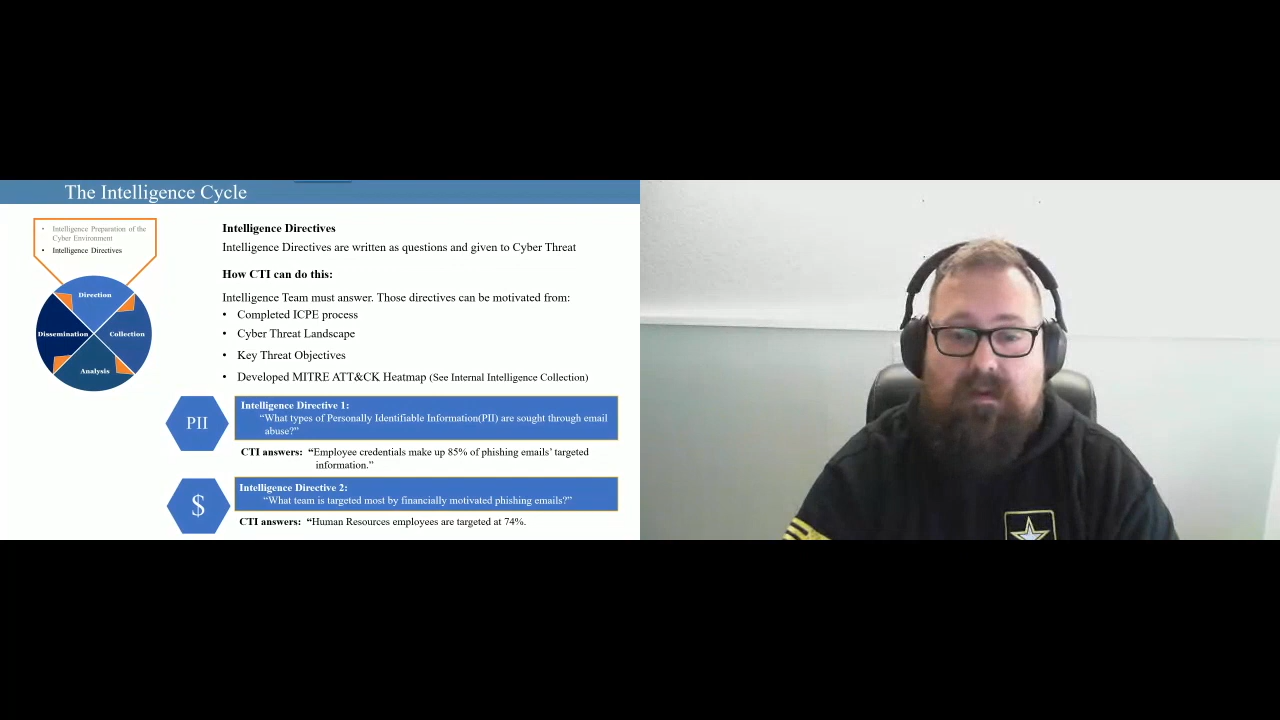 The Intelligence Cycle
• Intelligence Preparation of the
Cyber Environment
• Intelligence Directives
Direction
Dissemination
Collection
Analysis
Intelligence Directives
Intelligence Directives are written as questions and given to Cyber Threat
How CTI can do this:
Intelligence Team must answer. Those directives can be motivated from:
• Completed ICPE process
• Cyber Threat Landscape
• Key Threat Objectives
• Developed MITRE ATT&CK Heatmap (See Internal Intelligence Collection)
PII
Intelligence Directive 1:
“What types of Personally Identifiable Information(PII) are sought through email
abuse?”
CTI answers: “Employee credentials make up 85% of phishing emails’ targeted
information.”
$
Intelligence Directive 2:
“What team is targeted most by financially motivated phishing emails?”
CTI answers: “Human Resources employees are targeted at 74%.